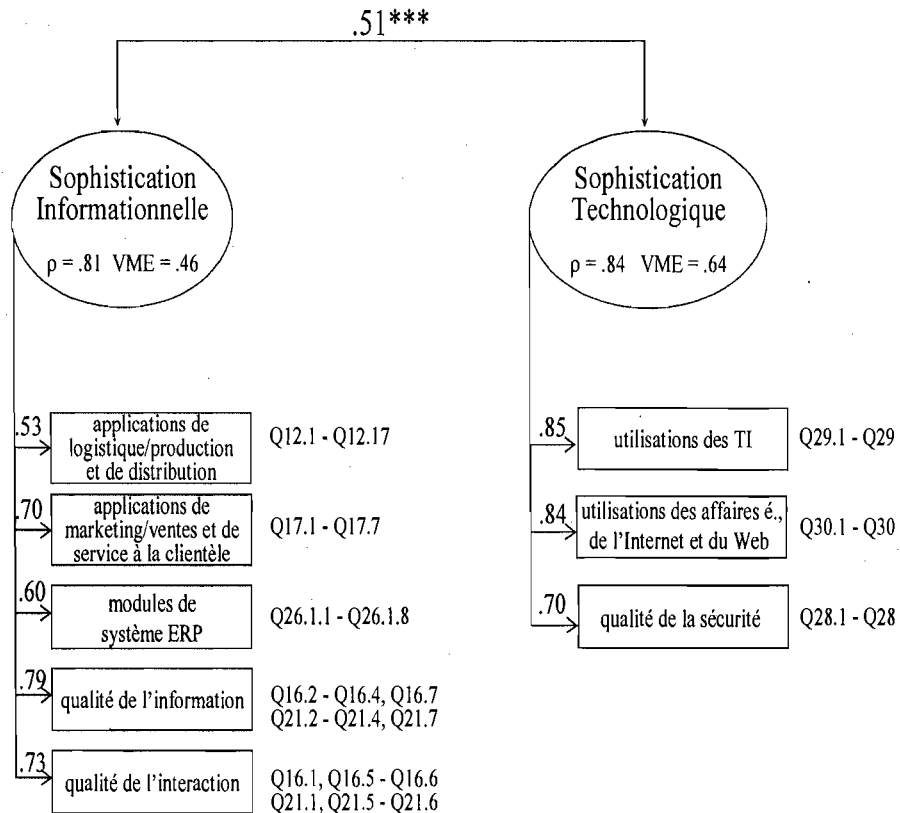 .51***
Sophistication
Informationnelle
ρ = .81 VME = .46
Sophistication
Technologique
ρ = .84 VME = .64
.53
applications de
logistique/production
et de distribution
Q12.1 - Q12.17
.70
applications de
marketing/ventes et de
service à la clientèle
Q17.1 - Q17.7
.60
modules de
système ERP
Q26.1.1 - Q26.1.8
.79
qualité de l'information
Q16.2 - Q16.4, Q16.7
Q21.2 - Q21.4, Q21.7
.73
qualité de l'interaction
Q16.1, Q16.5 - Q16.6
Q21.1, Q21.5 - Q21.6
.85
utilisations des TI
Q29.1 - Q29
.84
utilisations des affaires é.,
de l'Internet et du Web
Q30.1 - Q30
.70
qualité de la sécurité
Q28.1 - Q28